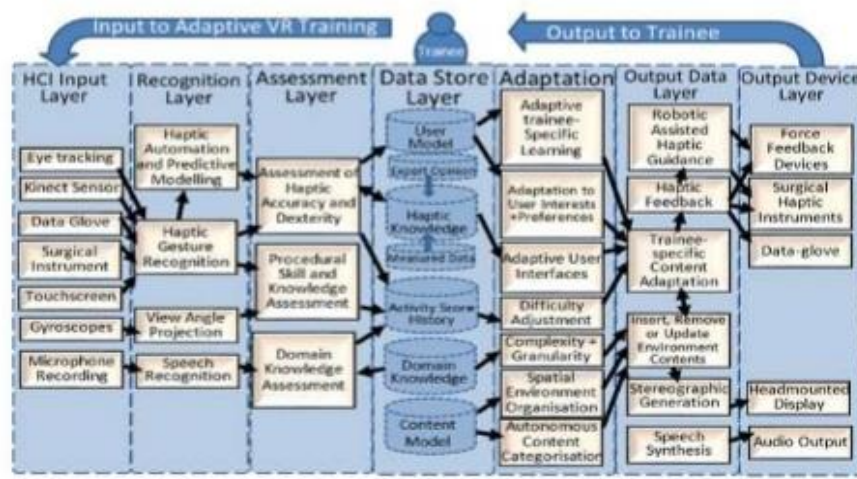 Input to Adaptive VR Training
Trainee
Output to Trainee
HCI Input
Layer
Eye tracking
Kinect Sensor
Data Glove
Surgical
Instrument
Touchscreen
Gyroscopes
Microphone
Recording
Recognition
Layer
Haptic
Automation
and Predictive
Modelling
Haptic
Gesture
Recognition
View Angle
Projection
Speech
Recognition
Assessment
Layer
Assessment of
Haptic
Accuracy and
Dexterity
Procedural
Skill and
Knowledge
Assessment
Domain
Knowledge
Assessment
Data Store
Layer
User
Model
Expert Opinion
Haptic
Knowledge
Measured Data
Activity Score
History
Domain
Knowledge
Content
Model
Adaptation
Adaptive
trainee-
Specific
Learning
Adaptation to
User Interests
+Preferences
Adaptive User
Interfaces
Difficulty
Adjustment
Complexity +
Granularity
Spatial
Environment
Organisation
Autonomous
Content
Categorisation
Output Data
Layer
Robotic
Assisted
Haptic
Guidance
Haptic
Feedback
Trainee-
specific
Content
Adaptation
Insert, Remove
or Update
Environment
Contents
Stereographic
Generation
Speech
Synthesis
Output Device
Layer
Force
Feedback
Devices
Surgical
Haptic
Instruments
Data-glove
Headmounted
Display
Audio Output